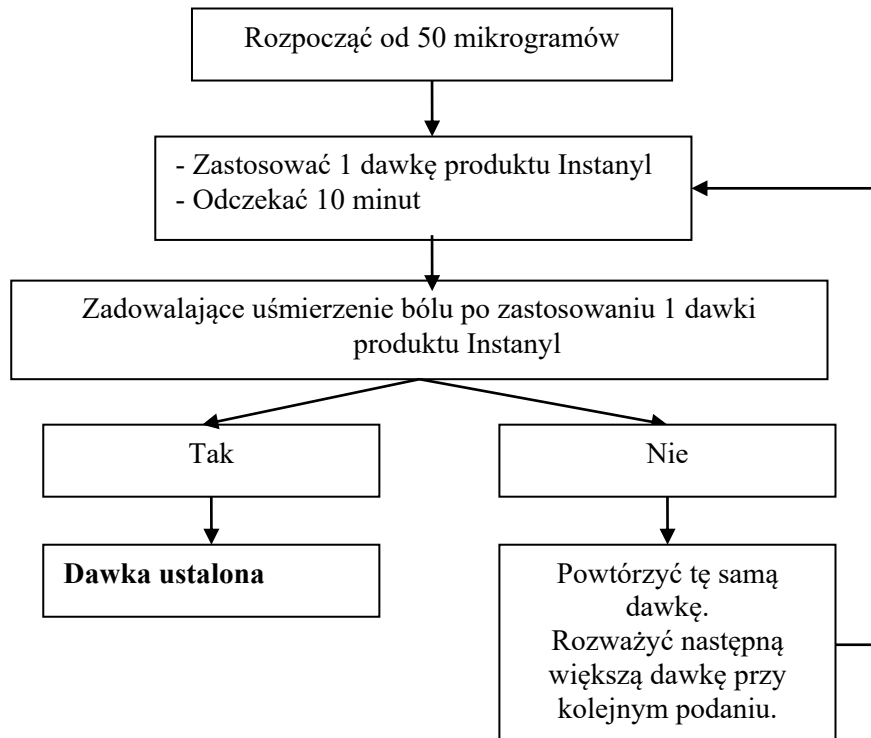 Rozpocząć od 50 mikrogramów
- Zastosować 1 dawkę produktu Instanyl
- Odczekać 10 minut
Zadowalające uśmierzenie bólu po zastosowaniu 1 dawki
produktu Instanyl
Tak
Nie
Dawka ustalona
Powtórzyć tę samą
dawkę.
Rozważyć następną
większą dawkę przy
kolejnym podaniu.